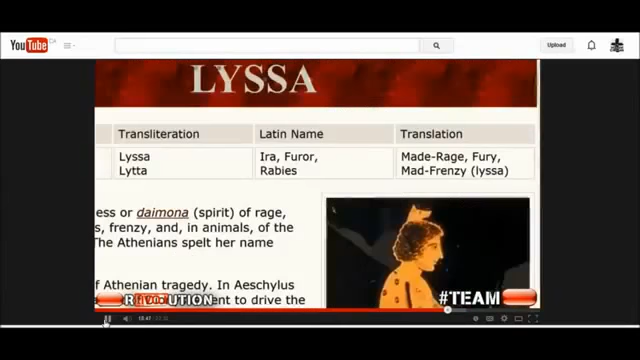 YouTube
Upload
LYSSA
Transliteration Latin Name Translation
Lyssa Ira, Furor, Made-Rage, Fury,
Lytta Rabies Mad-Frenzy (lyssa)
ess or daimona (spirit) of rage,
s, frenzy, and, in animals, of the
The Athenians spelt her name
f Athenian tragedy. In Aeschylus
ent to drive the
#TEAM